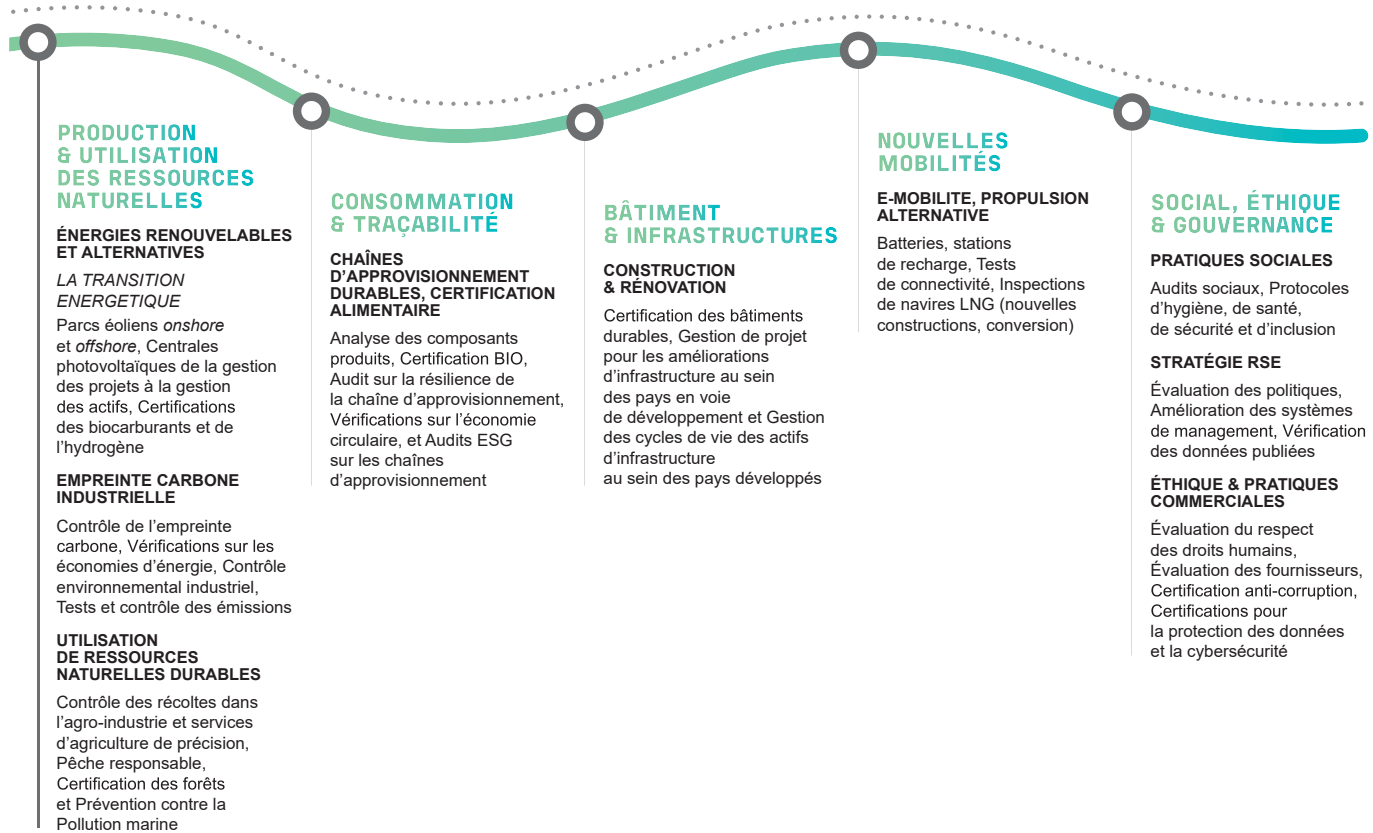 PRODUCTION
& UTILISATION
DES RESSOURCES
NATURELLES
ÉNERGIES RENOUVELABLES
ET ALTERNATIVES
LA TRANSITION
ENERGETIQUE
Parcs éoliens onshore
et offshore, Centrales
photovoltaïques de la gestion
des projets à la gestion
des actifs, Certifications
des biocarburants et de
l’hydrogène
EMPREINTE CARBONE
INDUSTRIELLE
Contrôle de l’empreinte
carbone, Vérifications sur les
économies d’énergie, Contrôle
environnemental industriel,
Tests et contrôle des émissions
UTILISATION
DE RESSOURCES
NATURELLES DURABLES
Contrôle des récoltes dans
l’agro-industrie et services
d’agriculture de précision,
Pêche responsable,
Certification des forêts
et Prévention contre la
Pollution marine
CONSOMMATION
& TRAÇABILITÉ
CHAÎNES
D’APPROVISIONNEMENT
DURABLES, CERTIFICATION
ALIMENTAIRE
Analyse des composants
produits, Certification BIO,
Audit sur la résilience de
la chaîne d’approvisionnement,
Vérifications sur l’économie
circulaire, et Audits ESG
sur les chaînes
d’approvisionnement
BÂTIMENT
& INFRASTRUCTURES
CONSTRUCTION
& RÉNOVATION
Certification des bâtiments
durables, Gestion de projet
pour les améliorations
d’infrastructure au sein
des pays en voie
de développement et Gestion
des cycles de vie des actifs
d’infrastructure
au sein des pays développés
NOUVELLES
MOBILITÉS
E-MOBILITE, PROPULSION
ALTERNATIVE
Batteries, stations
de recharge, Tests
de connectivité, Inspections
de navires LNG (nouvelles
constructions, conversion)
SOCIAL, ÉTHIQUE
& GOUVERNANCE
PRATIQUES SOCIALES
Audits sociaux, Protocoles
d’hygiène, de santé,
de sécurité et d’inclusion
STRATÉGIE RSE
Évaluation des politiques,
Amélioration des systèmes
de management, Vérification
des données publiées
ÉTHIQUE & PRATIQUES
COMMERCIALES
Évaluation du respect
des droits humains,
Évaluation des fournisseurs,
Certification anti-corruption,
Certifications pour
la protection des données
et la cybersécurité